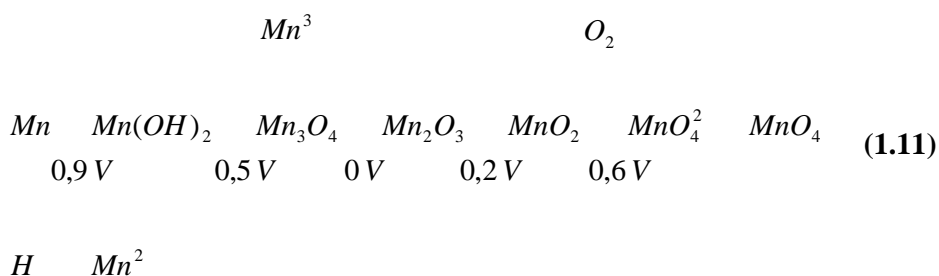 Mn³ O₂
Mn Mn(OH)₂ Mn₃O₄ Mn₂O₃ MnO₂ MnO₄² MnO₄ (1.11)
0,9 V 0,5 V 0 V 0,2 V 0,6 V
H Mn²